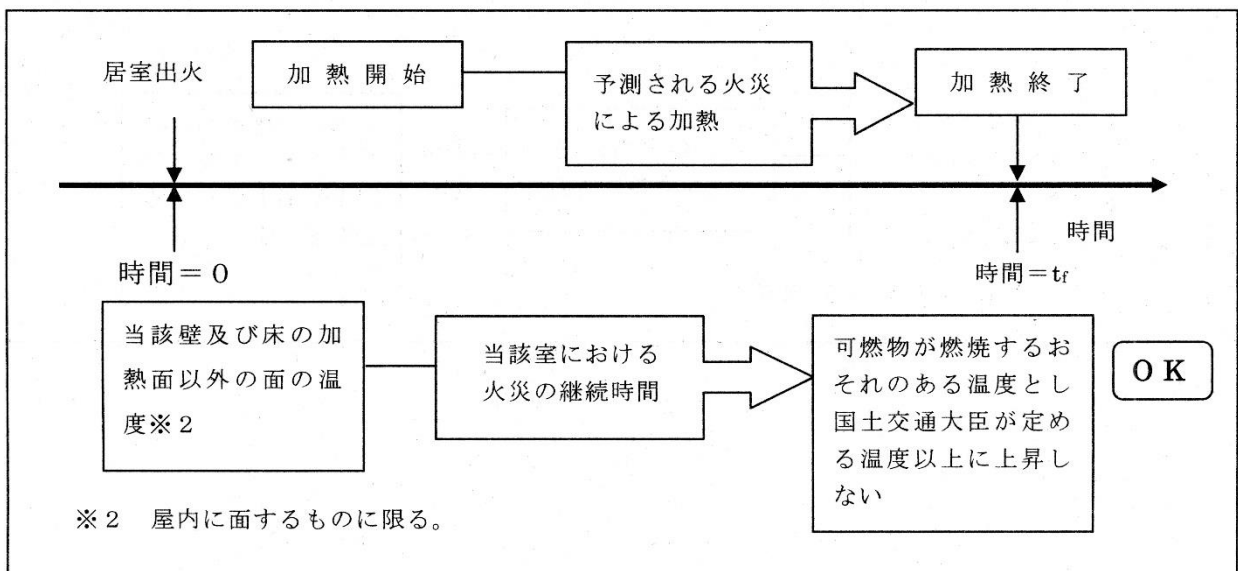 居室出火
加熱開始
予測される火災
による加熱
加熱終了
時間
時間＝0
時間＝tf
当該壁及び床の加
熱面以外の面の温
度※2
当該室における
火災の継続時間
可燃物が燃焼するお
それのある温度とし
国土交通大臣が定め
る温度以上に上昇し
ない
OK
※2　屋内に面するものに限る。